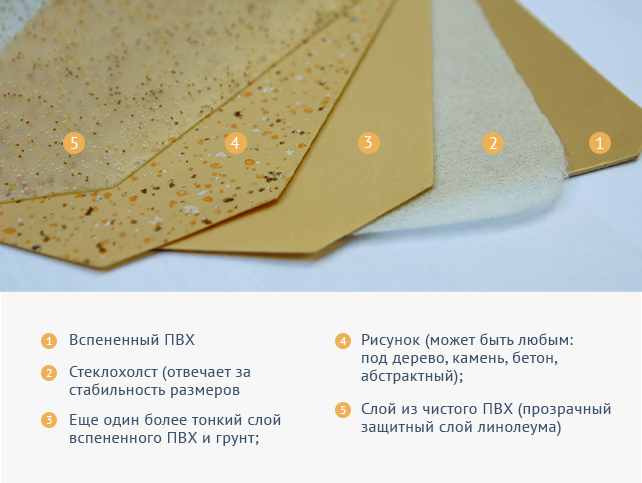 5
4
3
2
1
1 Вспененный ПВХ
2 Стеклохолст (отвечает за
стабильность размеров
3 Еще один более тонкий слой
вспененного ПВХ и грунт;
4 Рисунок (может быть любым:
под дерево, камень, бетон,
абстрактный);
5 Слой из чистого ПВХ (прозрачный
защитный слой линолеума)